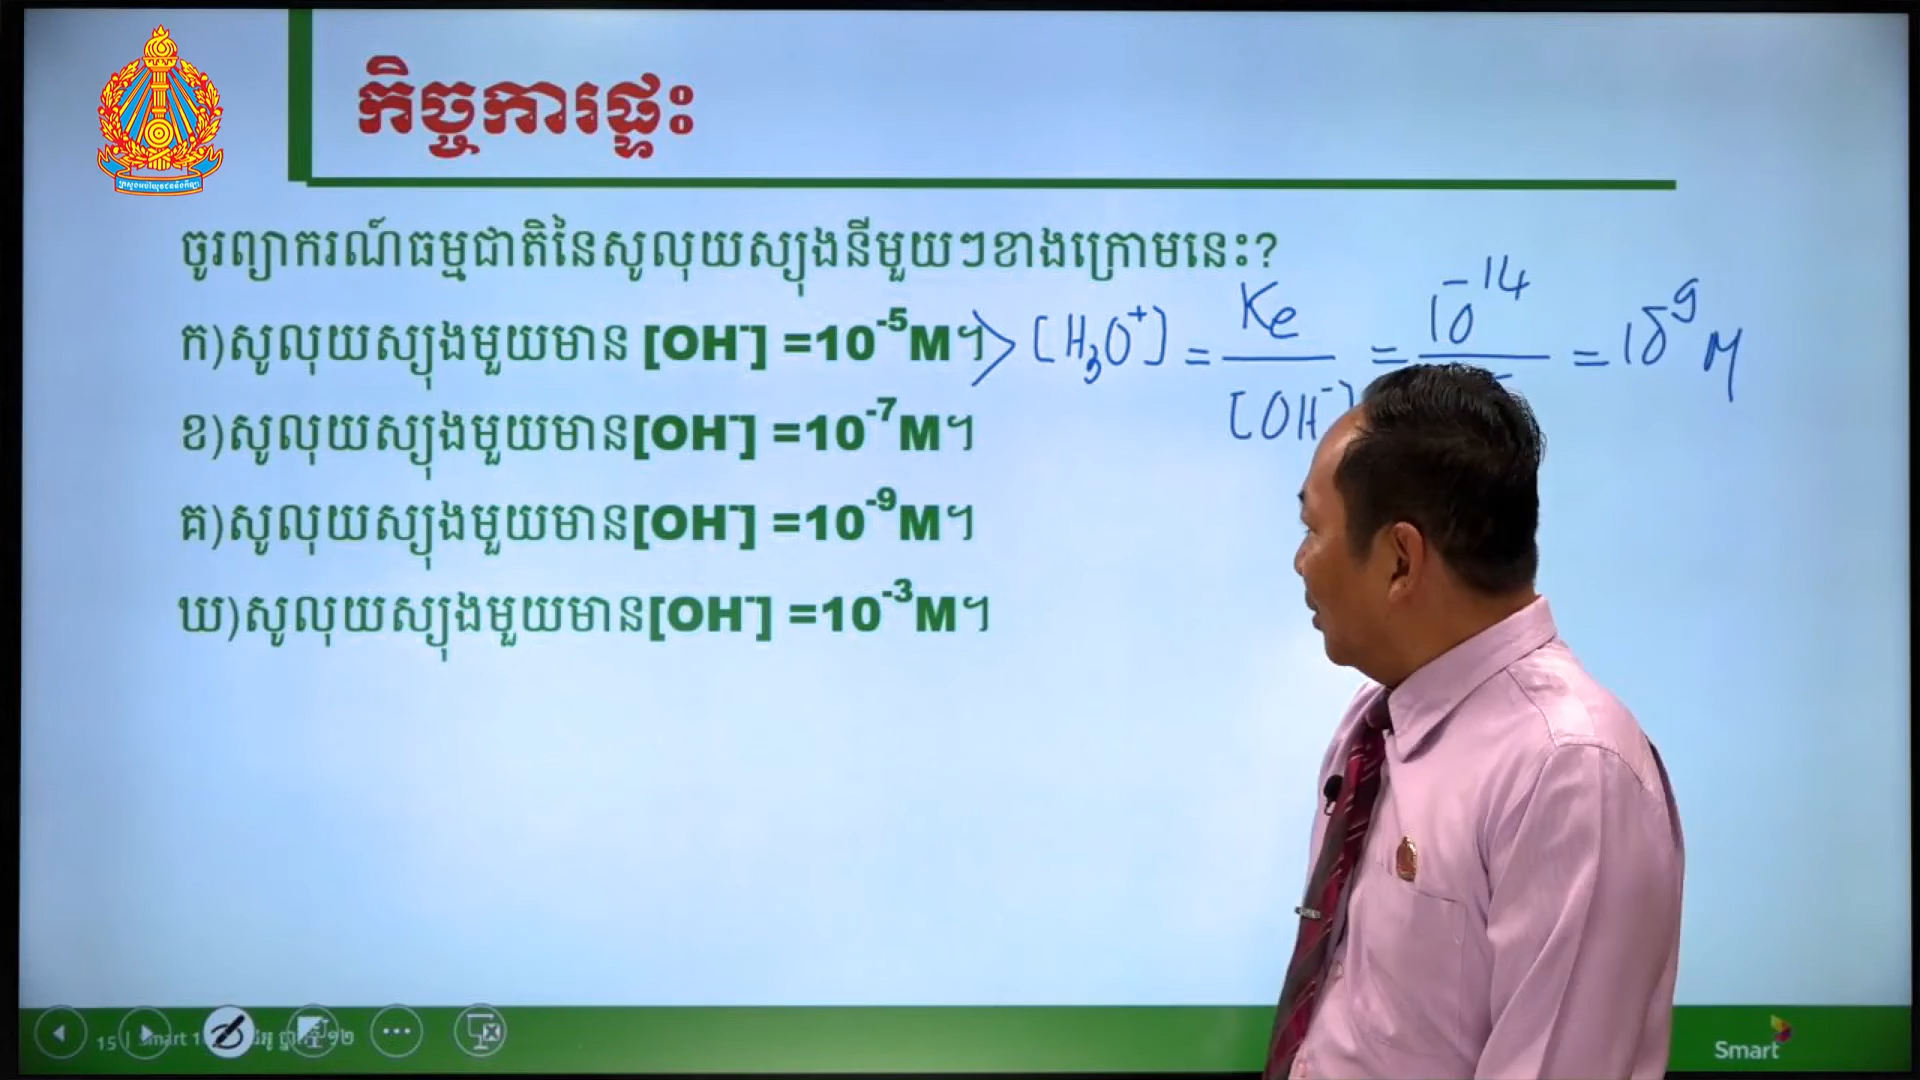 កិច្ចការផ្ទះ
ចូរព្យាករណ៍ធម្មជាតិនៃសូលុយស្យុងនីមួយៗខាងក្រោមនេះ?
ក)សូលុយស្យុងមួយមាន [OH⁻] =10⁻⁵M។ > [H₃O⁺] = Ke / [OH⁻] = 10⁻¹⁴ = 10⁻⁹ M
ខ)សូលុយស្យុងមួយមាន[OH⁻] =10⁻⁷M។
គ)សូលុយស្យុងមួយមាន[OH⁻] =10⁻⁹M។
ឃ)សូលុយស្យុងមួយមាន[OH⁻] =10⁻³M។
15 | Smart
Smart